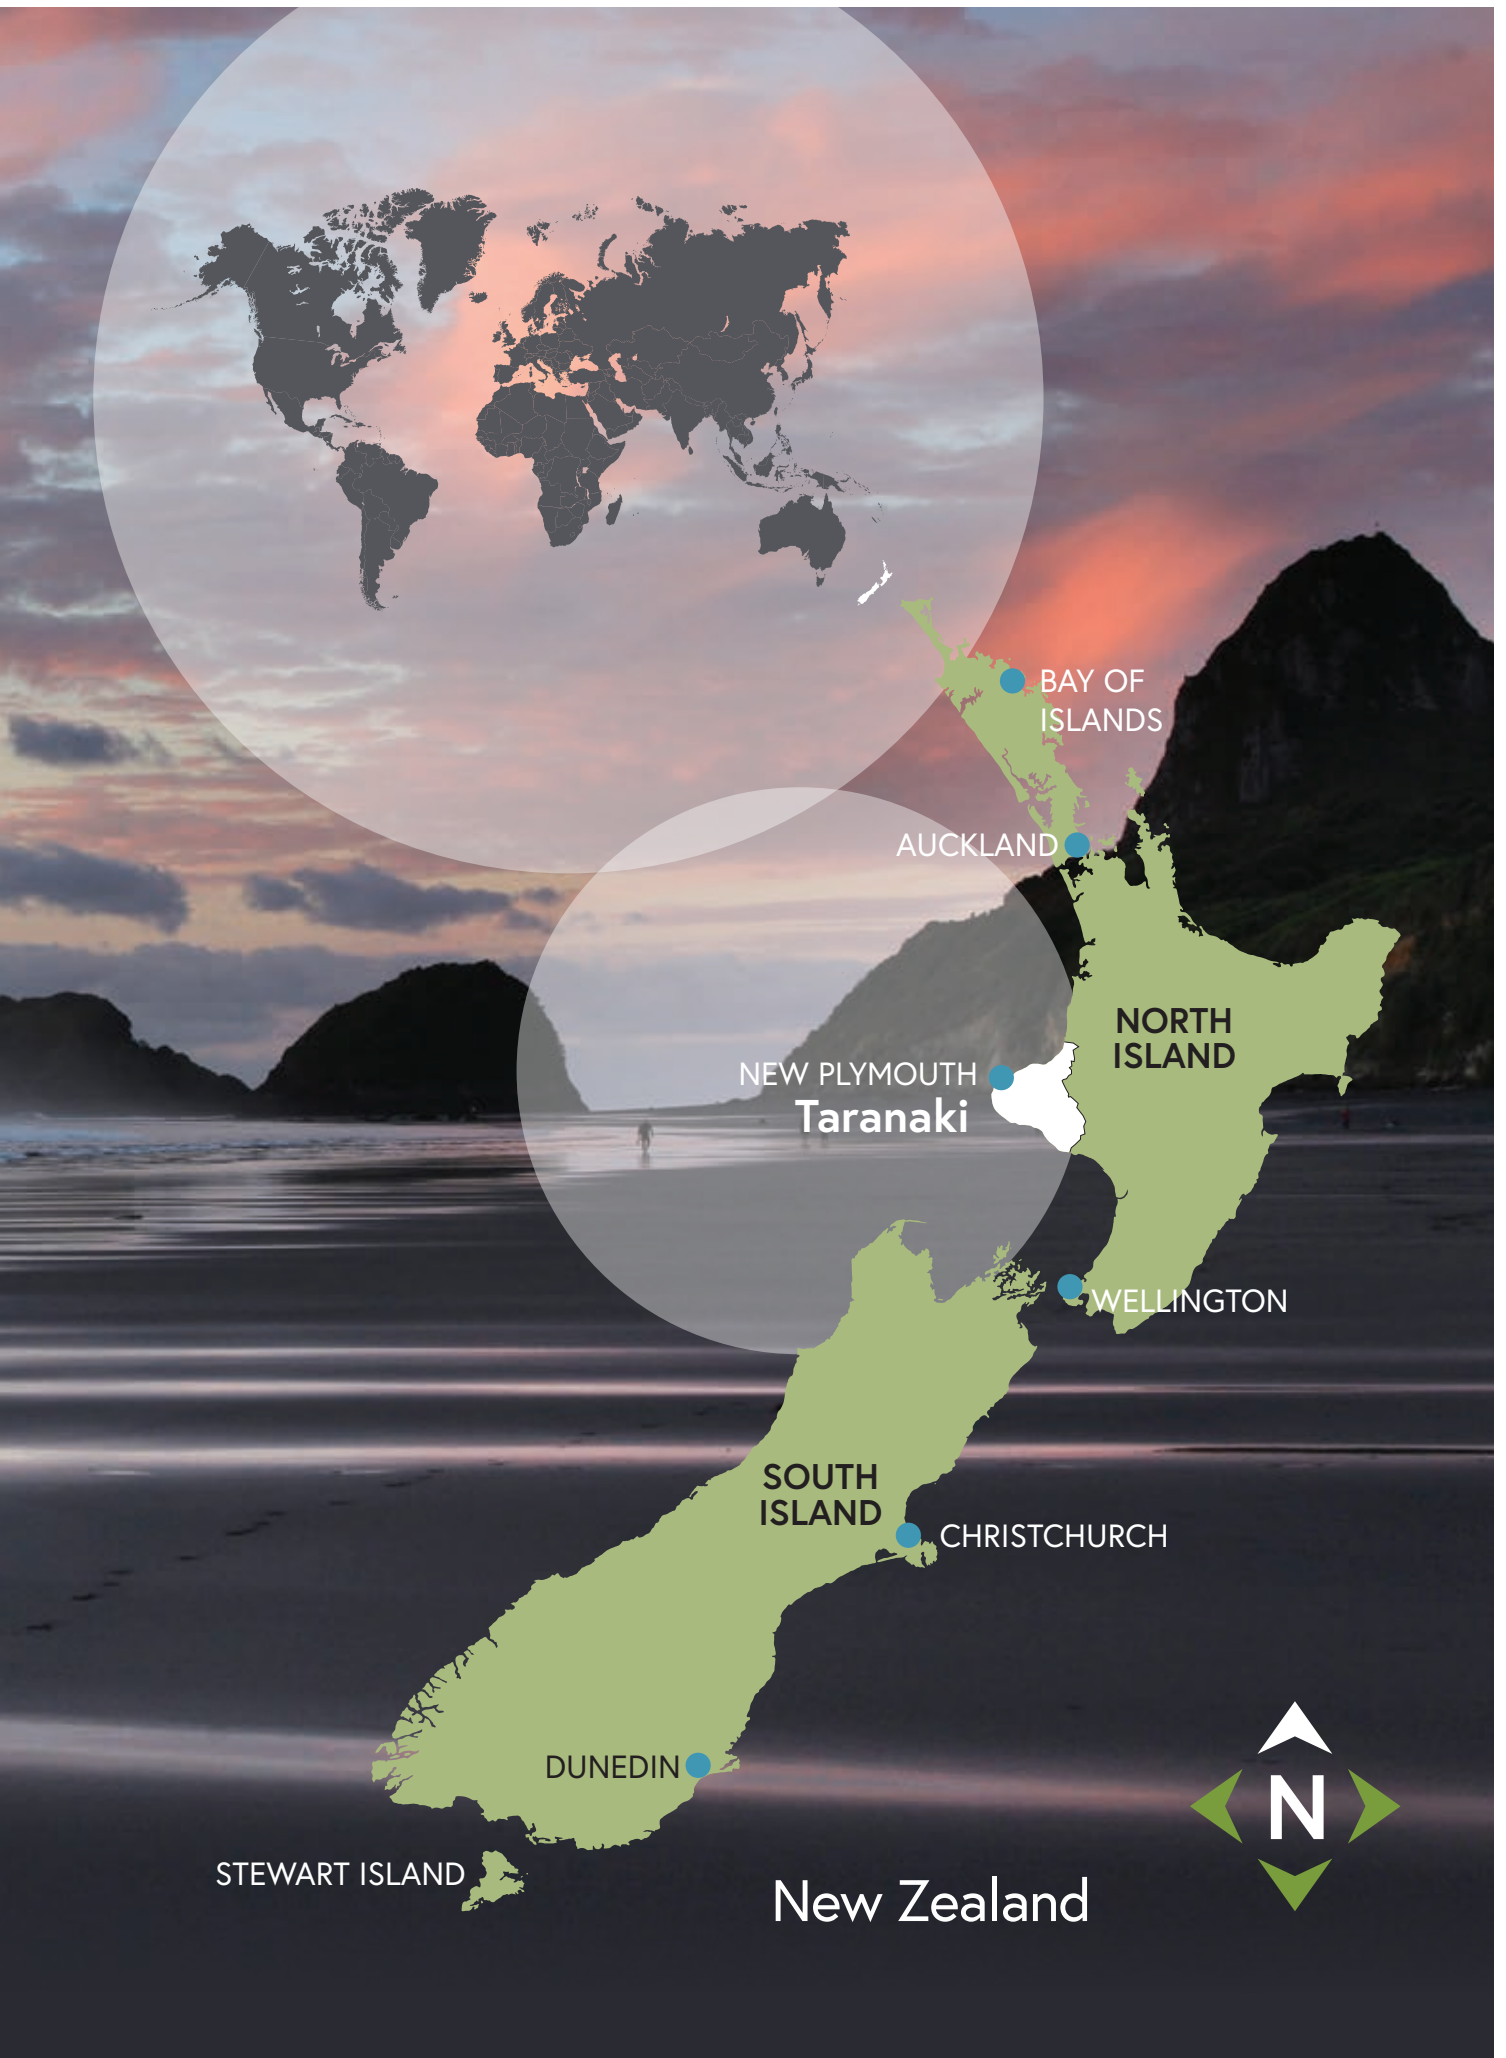 BAY OF
ISLANDS
AUCKLAND
NORTH
ISLAND
NEW PLYMOUTH
Taranaki
WELLINGTON
SOUTH
ISLAND
CHRISTCHURCH
DUNEDIN
STEWART ISLAND
New Zealand
N